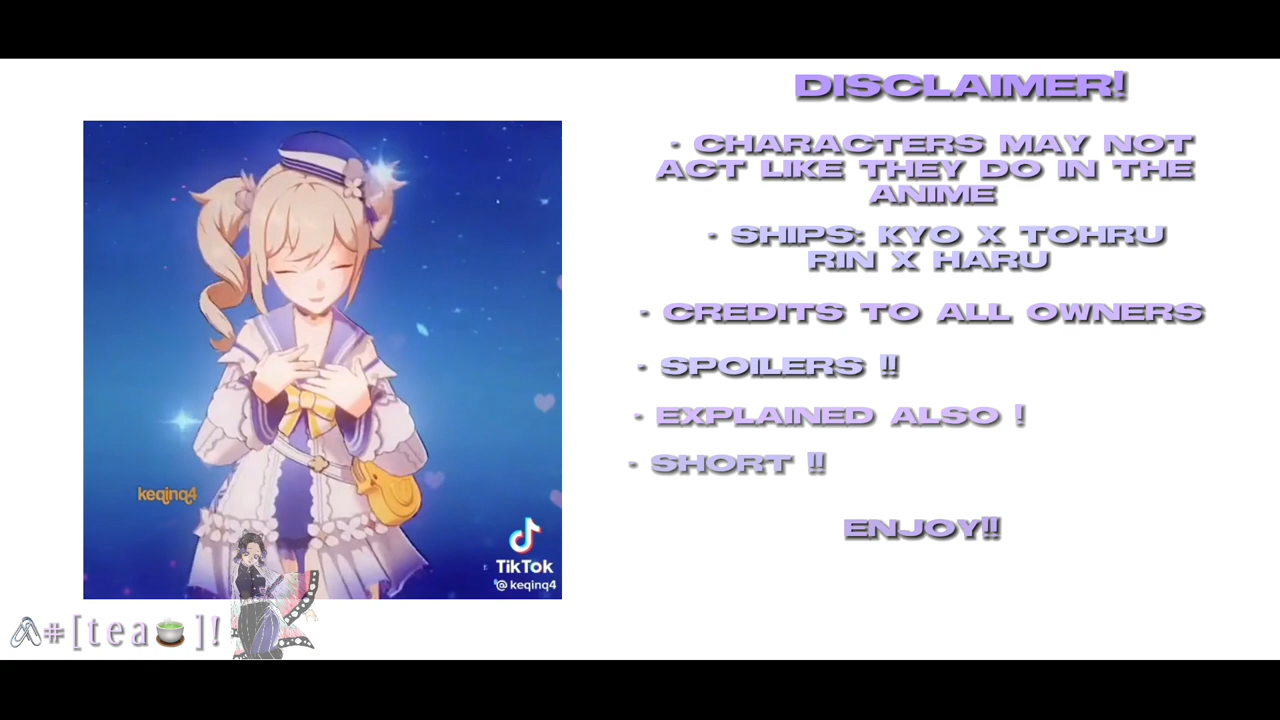 DISCLAIMER!
- CHARACTERS MAY NOT
ACT LIKE THEY DO IN THE
ANIME
- SHIPS: KYO X TOHRU
RIN X HARU
- CREDITS TO ALL OWNERS
- SPOILERS !!
- EXPLAINED ALSO !
- SHORT !!
ENJOY!!
keqinq4
TikTok
@ keqinq4
#[tea🍵]!